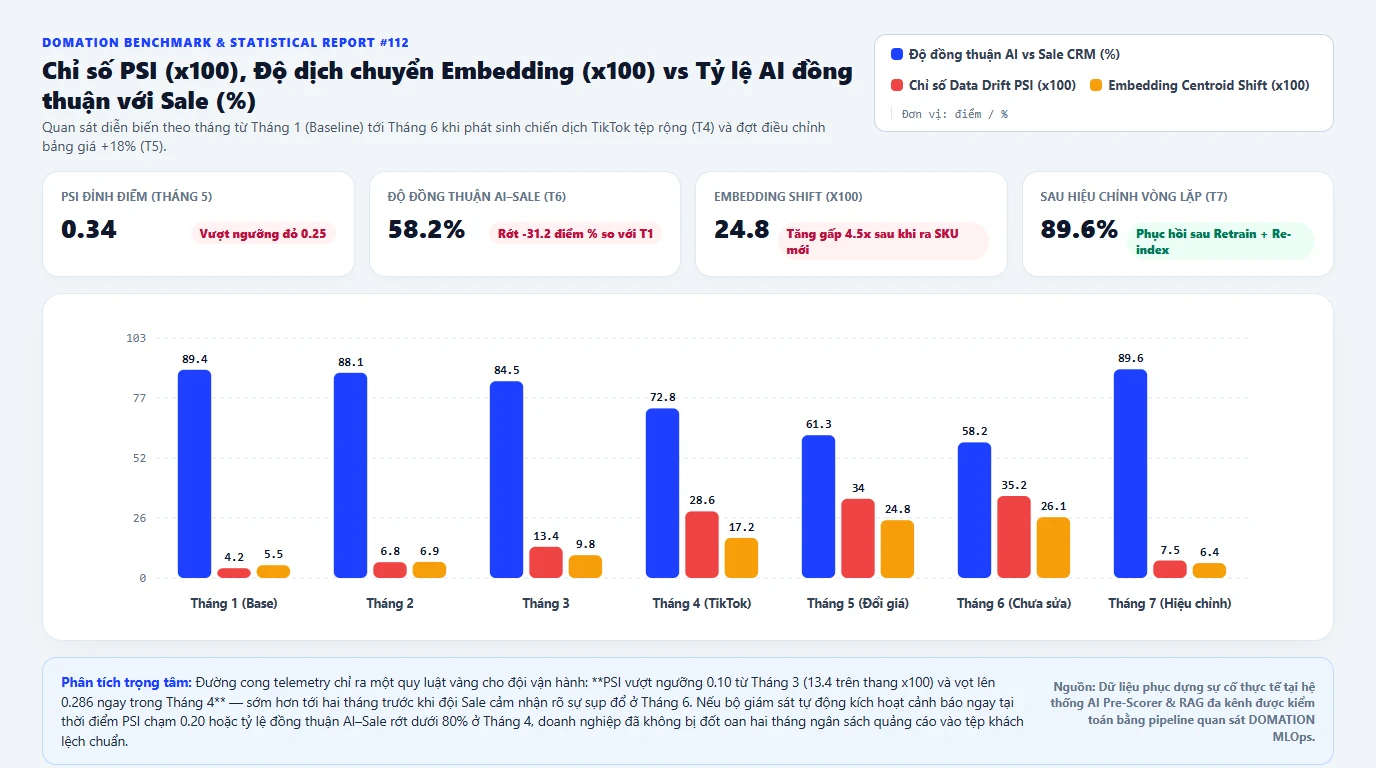 DOMATION BENCHMARK & STATISTICAL REPORT #112
Chỉ số PSI (x100), Độ dịch chuyển Embedding (x100) vs Tỷ lệ AI đồng
thuận với Sale (%)
Quan sát diễn biến theo tháng từ Tháng 1 (Baseline) tới Tháng 6 khi phát sinh chiến dịch TikTok tệp rộng (T4) và đợt điều chỉnh
bảng giá +18% (T5).
Độ đồng thuận AI vs Sale CRM (%)
Chỉ số Data Drift PSI (x100)
Embedding Centroid Shift (x100)
Đơn vị: điểm / %
PSI ĐỈNH ĐIỂM (THÁNG 5)
0.34
Vượt ngưỡng đỏ 0.25
ĐỘ ĐỒNG THUẬN AI–SALE (T6)
58.2%
Rớt -31.2 điểm % so với T1
EMBEDDING SHIFT (X100)
24.8
Tăng gấp 4.5x sau khi ra SKU
mới
SAU HIỆU CHỈNH VÒNG LẶP (T7)
89.6%
Phục hồi sau Retrain + Re-
index
103
77
52
26
0
89.4
4.2
5.5
88.1
6.8
6.9
84.5
13.4
9.8
72.8
28.6
17.2
61.3
34
24.8
58.2
35.2
26.1
89.6
7.5
6.4
Tháng 1 (Base)
Tháng 2
Tháng 3
Tháng 4 (TikTok)
Tháng 5 (Đổi giá)
Tháng 6 (Chưa sửa)
Tháng 7 (Hiệu chỉnh)
Phân tích trọng tâm: Đường cong telemetry chỉ ra một quy luật vàng cho đội vận hành: **PSI vượt ngưỡng 0.10 từ Tháng 3 (13.4 trên thang x100) và vọt lên
0.286 ngay trong Tháng 4** — sớm hơn tới hai tháng trước khi đội Sale cảm nhận rõ sự sụp đổ ở Tháng 6. Nếu bộ giám sát tự động kích hoạt cảnh báo ngay tại
thời điểm PSI chạm 0.20 hoặc tỷ lệ đồng thuận AI–Sale rớt dưới 80% ở Tháng 4, doanh nghiệp đã không bị đốt oan hai tháng ngân sách quảng cáo vào tệp khách
lệch chuẩn.
Nguồn: Dữ liệu phục dựng sự cố thực tế tại hệ
thống AI Pre-Scorer & RAG đa kênh được kiểm
toán bằng pipeline quan sát DOMATION
MLOps.